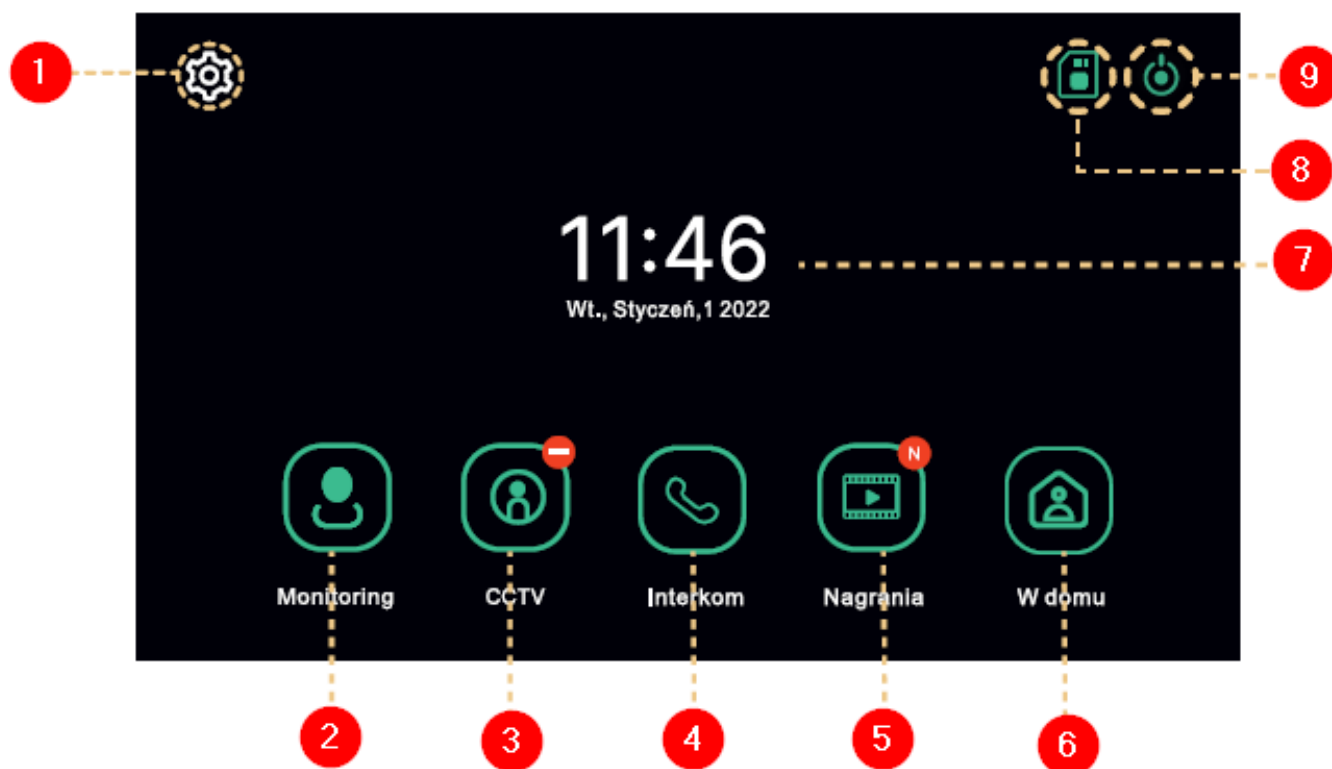 1
9
8
11:46
7
Wt., Styczeń,1 2022
N
Monitoring
CCTV
Interkom
Nagrania
W domu
2
3
4
5
6